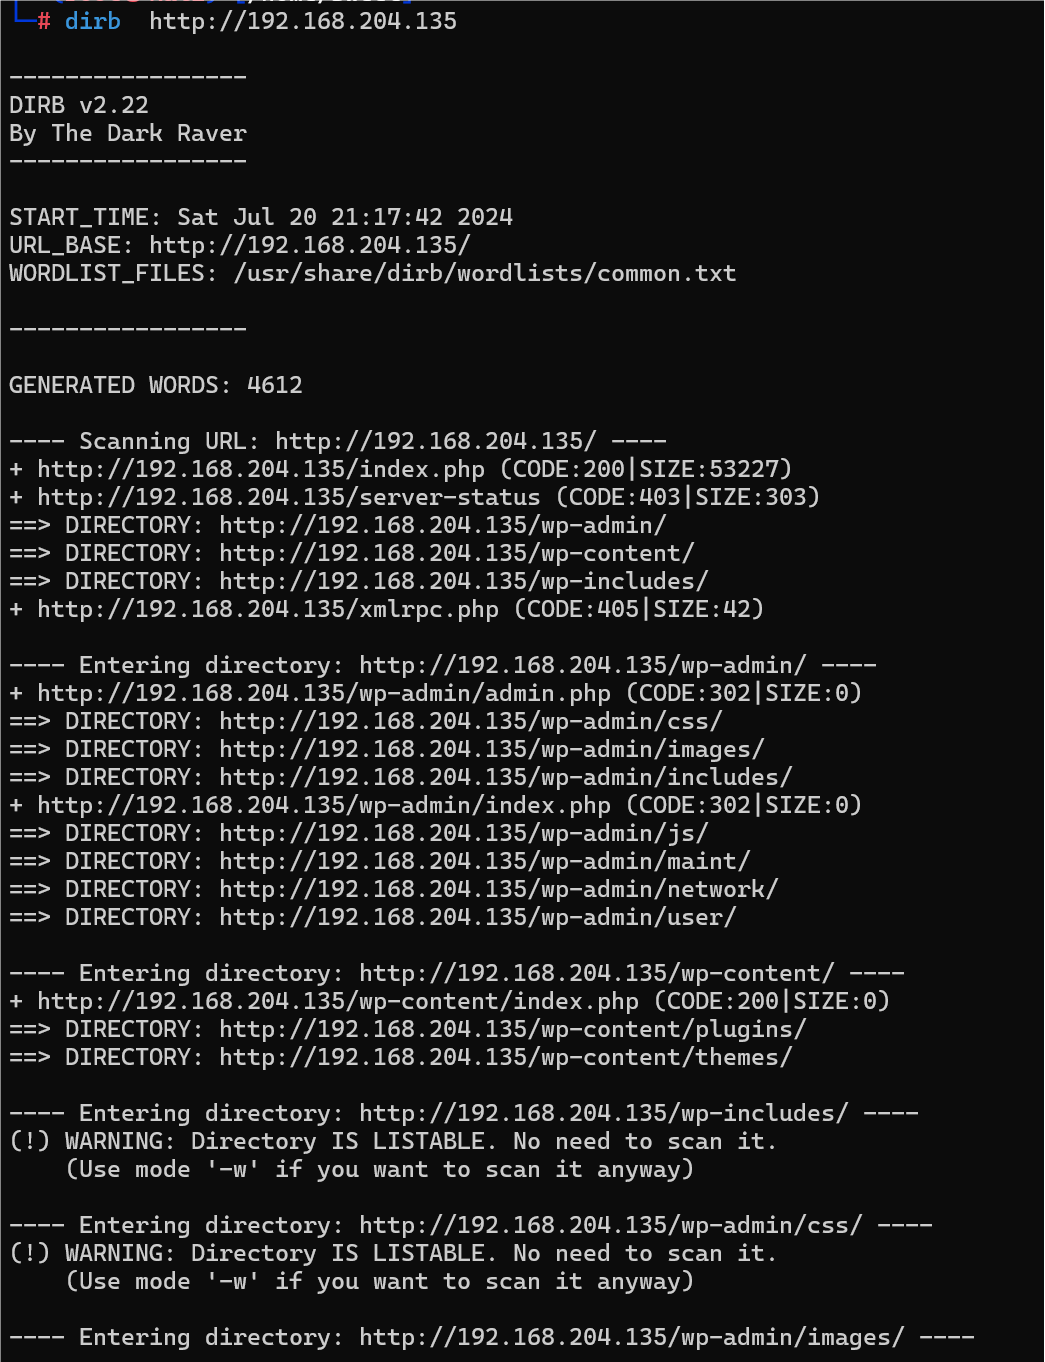 # dirb  http://192.168.204.135
-----------------
DIRB v2.22
By The Dark Raver
-----------------
START_TIME: Sat Jul 20 21:17:42 2024
URL_BASE: http://192.168.204.135/
WORDLIST_FILES: /usr/share/dirb/wordlists/common.txt
-----------------
GENERATED WORDS: 4612
---- Scanning URL: http://192.168.204.135/ ----
+ http://192.168.204.135/index.php (CODE:200|SIZE:53227)
+ http://192.168.204.135/server-status (CODE:403|SIZE:303)
==> DIRECTORY: http://192.168.204.135/wp-admin/
==> DIRECTORY: http://192.168.204.135/wp-content/
==> DIRECTORY: http://192.168.204.135/wp-includes/
+ http://192.168.204.135/xmlrpc.php (CODE:405|SIZE:42)
---- Entering directory: http://192.168.204.135/wp-admin/ ----
+ http://192.168.204.135/wp-admin/admin.php (CODE:302|SIZE:0)
==> DIRECTORY: http://192.168.204.135/wp-admin/css/
==> DIRECTORY: http://192.168.204.135/wp-admin/images/
==> DIRECTORY: http://192.168.204.135/wp-admin/includes/
+ http://192.168.204.135/wp-admin/index.php (CODE:302|SIZE:0)
==> DIRECTORY: http://192.168.204.135/wp-admin/js/
==> DIRECTORY: http://192.168.204.135/wp-admin/maint/
==> DIRECTORY: http://192.168.204.135/wp-admin/network/
==> DIRECTORY: http://192.168.204.135/wp-admin/user/
---- Entering directory: http://192.168.204.135/wp-content/ ----
+ http://192.168.204.135/wp-content/index.php (CODE:200|SIZE:0)
==> DIRECTORY: http://192.168.204.135/wp-content/plugins/
==> DIRECTORY: http://192.168.204.135/wp-content/themes/
---- Entering directory: http://192.168.204.135/wp-includes/ ----
(!) WARNING: Directory IS LISTABLE. No need to scan it.
    (Use mode '-w' if you want to scan it anyway)
---- Entering directory: http://192.168.204.135/wp-admin/css/ ----
(!) WARNING: Directory IS LISTABLE. No need to scan it.
    (Use mode '-w' if you want to scan it anyway)
---- Entering directory: http://192.168.204.135/wp-admin/images/ ----